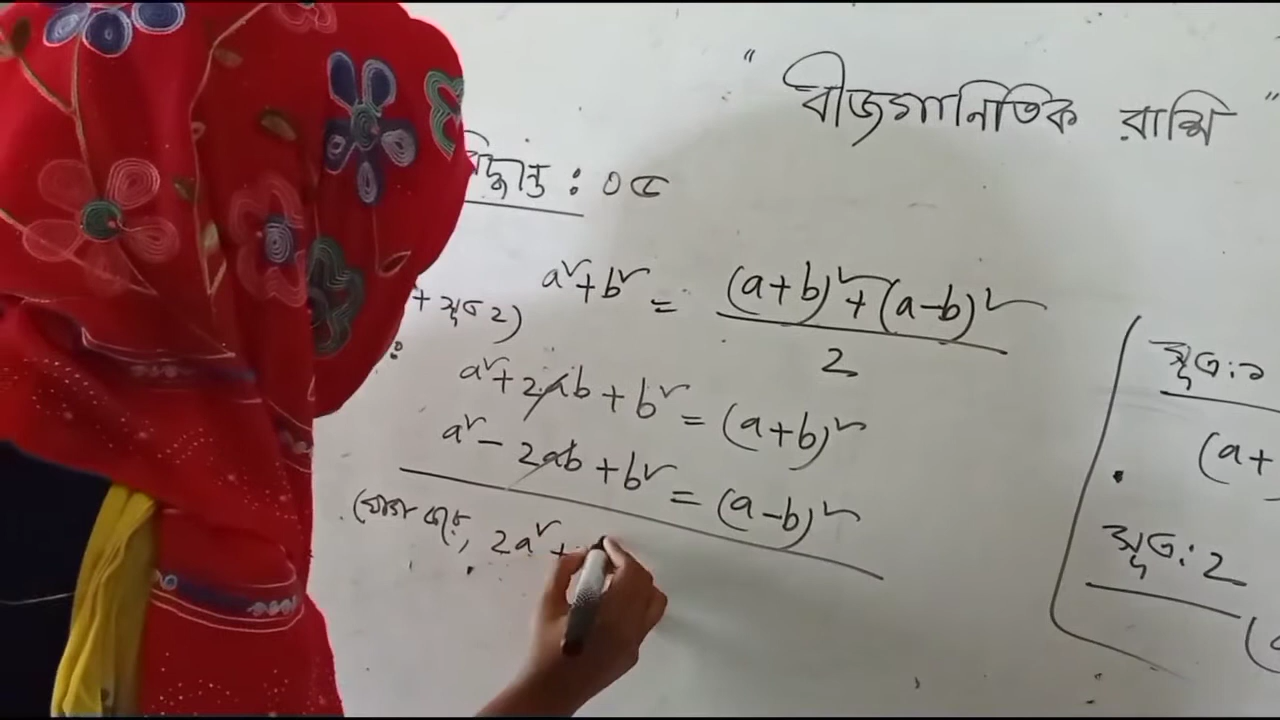 "বীজগানিতিক রাশি"
: ০৫
a² + b² = (a+b)² + (a-b)² / 2
+ সূত্র 2)
a² + 2ab + b² = (a+b)²
a² - 2ab + b² = (a-b)²
যোগ করে, 2a² +
সূত্র: ১
(a+
সূত্র: 2